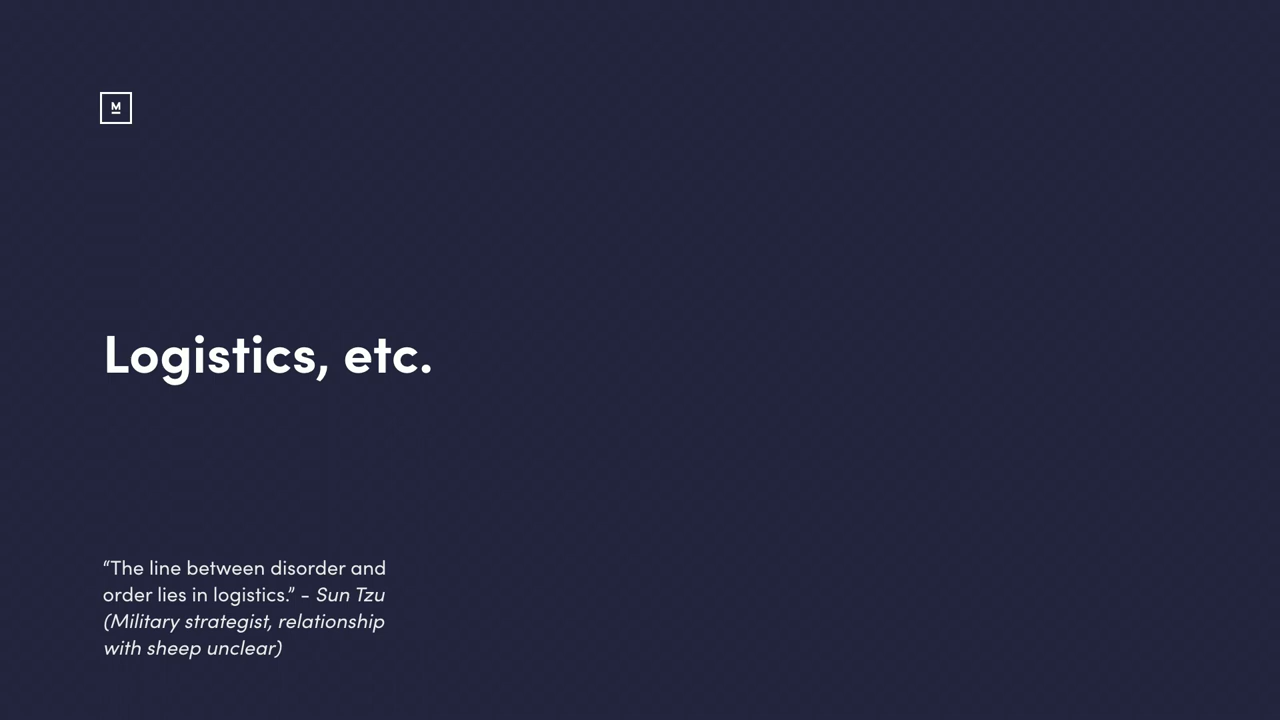 M
Logistics, etc.
“The line between disorder and
order lies in logistics.” - Sun Tzu
(Military strategist, relationship
with sheep unclear)